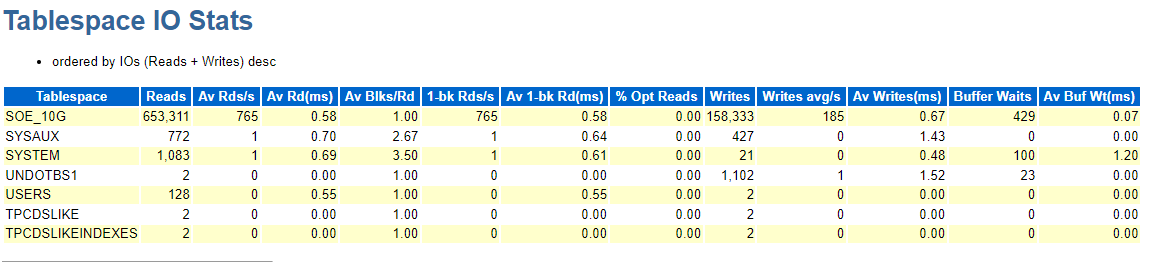 Tablespace IO Stats
• ordered by IOs (Reads + Writes) desc
Tablespace Reads Av Rds/s Av Rd(ms) Av Blks/Rd 1-bk Rds/s Av 1-bk Rd(ms) % Opt Reads Writes Writes avg/s Av Writes(ms) Buffer Waits Av Buf Wt(ms)
SOE_10G 653,311 765 0.58 1.00 765 0.58 0.00 158,333 185 0.67 429 0.07
SYSAUX 772 1 0.70 2.67 1 0.64 0.00 427 0 1.43 0 0.00
SYSTEM 1,083 1 0.69 3.50 1 0.61 0.00 21 0 0.48 100 1.20
UNDOTBS1 2 0 0.00 1.00 0 0.00 0.00 1,102 1 1.52 23 0.00
USERS 128 0 0.55 1.00 0 0.55 0.00 2 0 0.00 0 0.00
TPCDSLIKE 2 0 0.00 1.00 0 0.00 0.00 2 0 0.00 0 0.00
TPCDSLIKEINDEXES 2 0 0.00 1.00 0 0.00 0.00 2 0 0.00 0 0.00